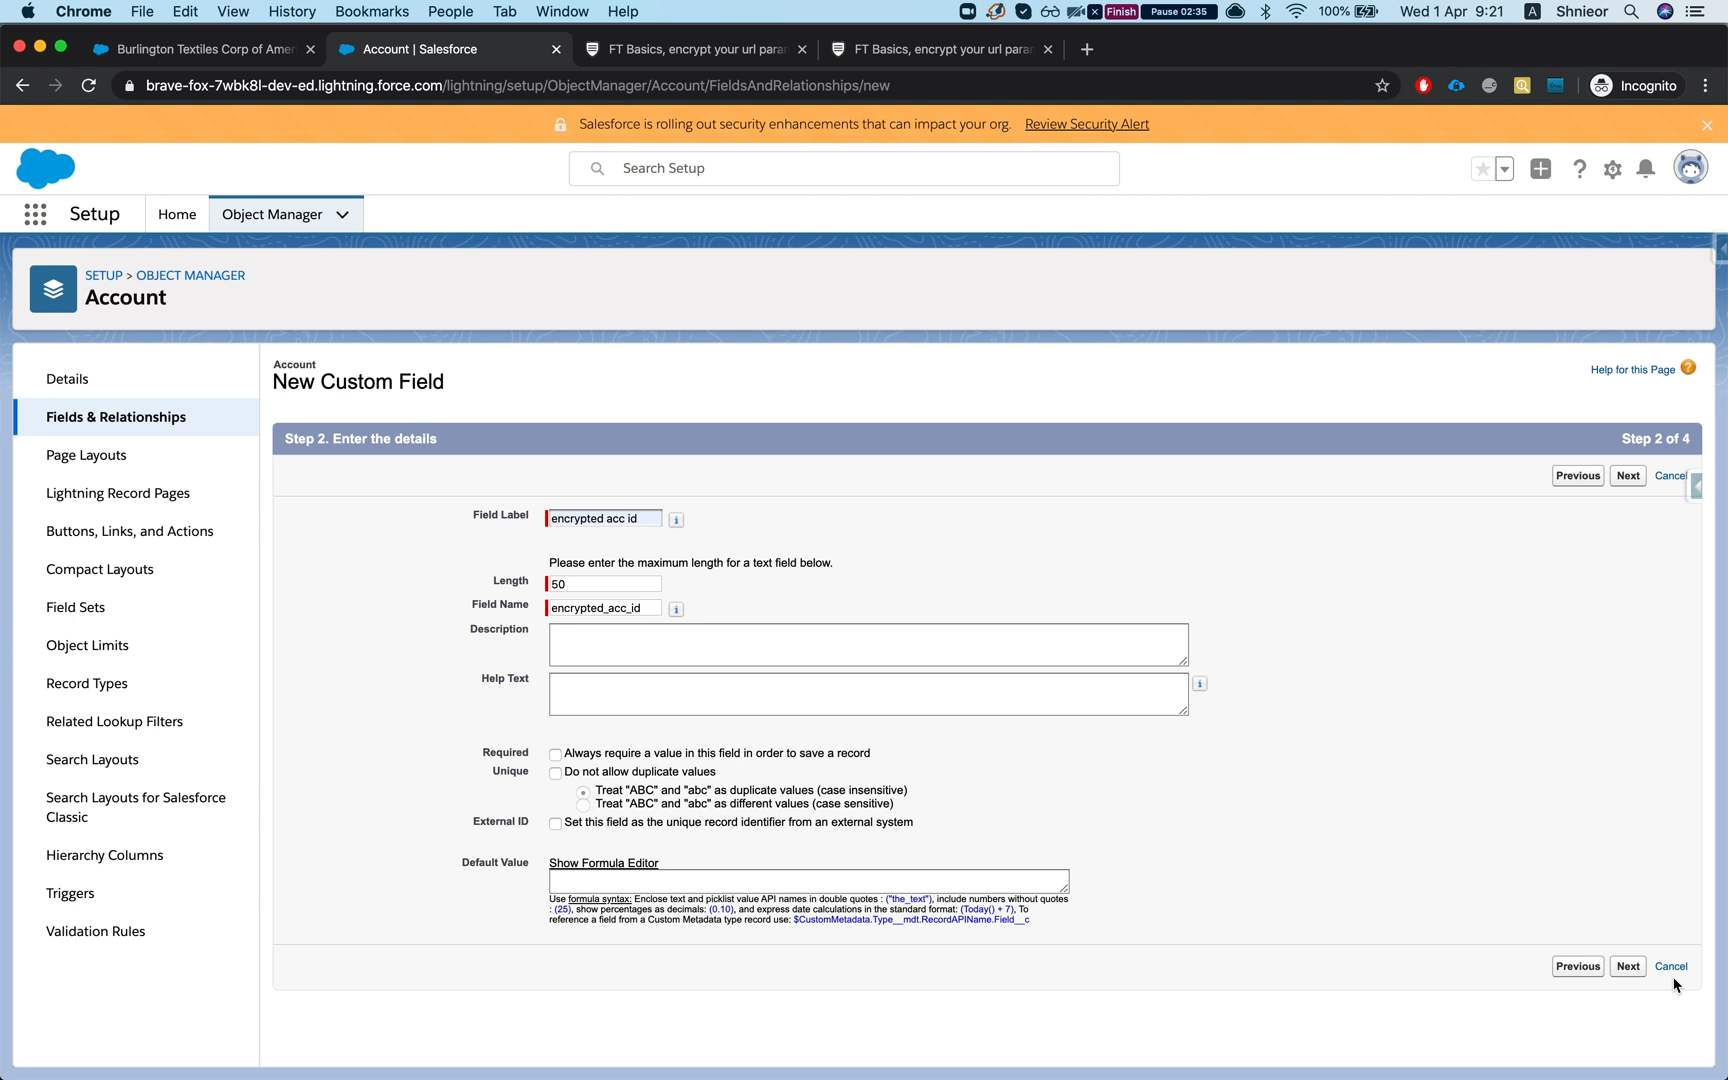 Chrome File Edit View History Bookmarks People Tab Window Help Finish Pause 02:35 100% Wed 1 Apr 9:21 A Shnieor
Burlington Textiles Corp of Amer Account | Salesforce FT Basics, encrypt your url para FT Basics, encrypt your url para
brave-fox-7wbk8l-dev-ed.lightning.force.com/lightning/setup/ObjectManager/Account/FieldsAndRelationships/new Incognito
Salesforce is rolling out security enhancements that can impact your org. Review Security Alert
Search Setup
Setup Home Object Manager
SETUP > OBJECT MANAGER
Account
Details
Fields & Relationships
Page Layouts
Lightning Record Pages
Buttons, Links, and Actions
Compact Layouts
Field Sets
Object Limits
Record Types
Related Lookup Filters
Search Layouts
Search Layouts for Salesforce
Classic
Hierarchy Columns
Triggers
Validation Rules
Account
New Custom Field
Help for this Page
Step 2. Enter the details Step 2 of 4
Previous Next Cancel
Field Label encrypted acc id
Please enter the maximum length for a text field below.
Length 50
Field Name encrypted_acc_id
Description
Help Text
Required Always require a value in this field in order to save a record
Unique Do not allow duplicate values
Treat "ABC" and "abc" as duplicate values (case insensitive)
Treat "ABC" and "abc" as different values (case sensitive)
External ID Set this field as the unique record identifier from an external system
Default Value Show Formula Editor
Use formula syntax: Enclose text and picklist value API names in double quotes : ("the_text"), include numbers without quotes
: (25), show percentages as decimals: (0.10), and express date calculations in the standard format: (Today() + 7), To
reference a field from a Custom Metadata type record use: $CustomMetadata.Type__mdt.RecordAPIName.Field__c
Previous Next Cancel